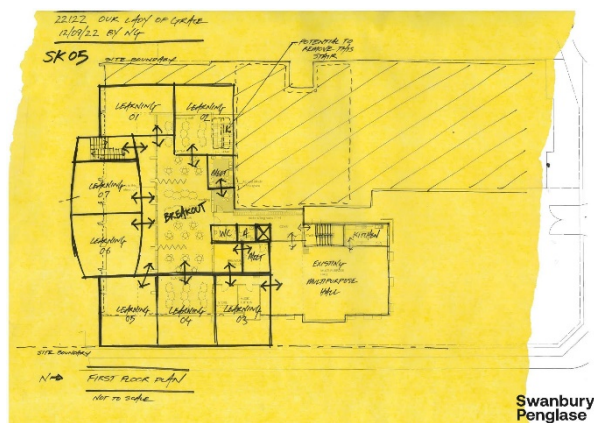 22122 OUR LADY OF GRACE
12/09/22 BY NG
SK05
SITE BOUNDARY
POTENTIAL TO
REMOVE THIS
STAIR
LEARNING
01
LEARNING
02
MEET
LEARNING
07
BREAKOUT
WC
A
MEET
LEARNING
06
KITCHEN
EXISTING
MULTIPURPOSE
HALL
LEARNING
05
LEARNING
04
LEARNING
03
SITE BOUNDARY
N
FIRST FLOOR PLAN
NOT TO SCALE
Swanbury
Penglase